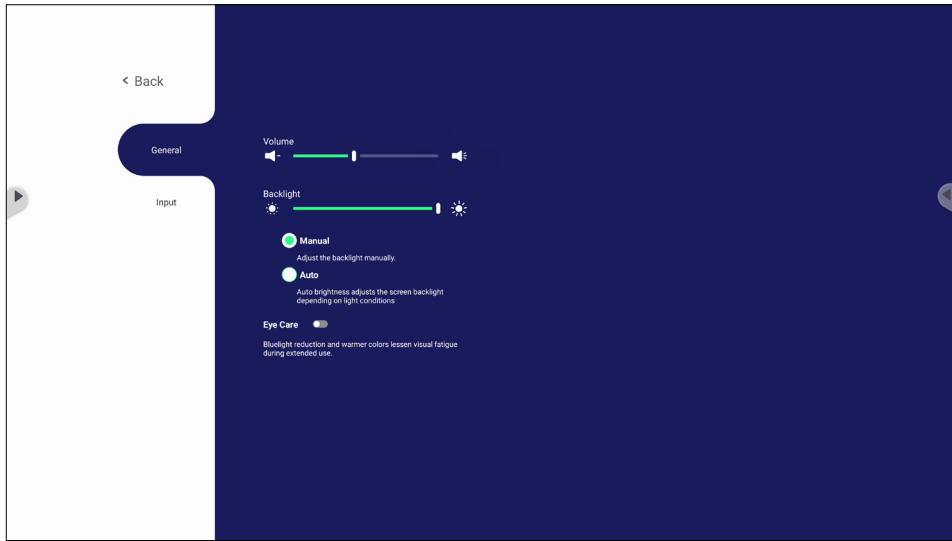 < Back
General
Input
Volume
Backlight
Manual
Adjust the backlight manually.
Auto
Auto brightness adjusts the screen backlight
depending on light conditions
Eye Care
Bluelight reduction and warmer colors lessen visual fatigue
during extended use.